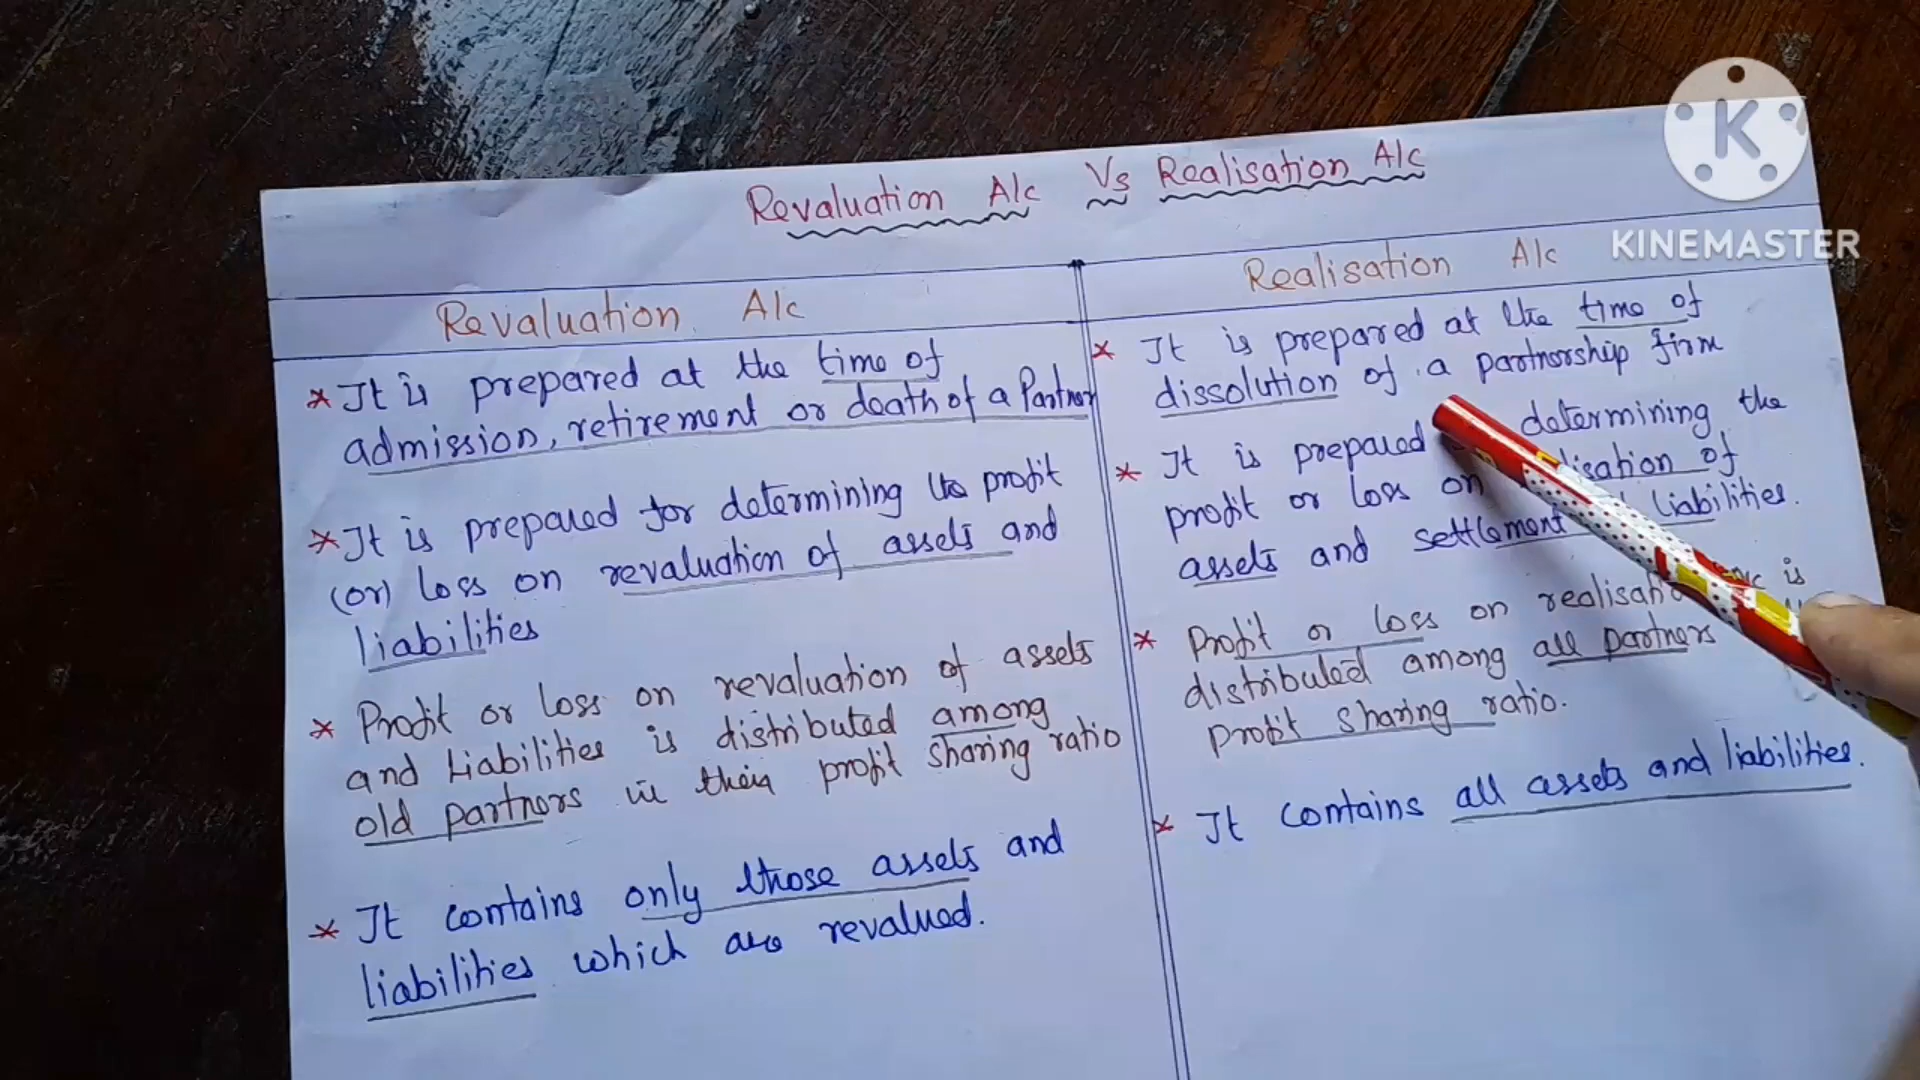 Revaluation A/c Vs Realisation A/c
Revaluation A/c
* It is prepared at the time of
admission, retirement or death of a Partner
* It is prepared for determining the profit
(or) loss on revaluation of assets and
liabilities
* Profit or loss on revaluation of assets
and Liabilities is distributed among
old partners in their profit sharing ratio
* It contains only those assets and
liabilities which are revalued.
Realisation A/c
* It is prepared at the time of
dissolution of a partnership firm
* It is prepared determining the
profit or loss on of
assets and settlement liabilities.
* Profit or loss on is
distributed among all partners
profit sharing ratio.
* It contains all assets and liabilities.
K
KINEMASTER